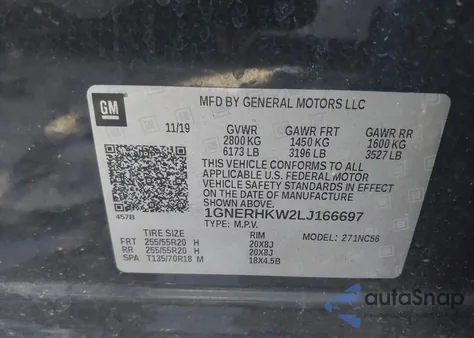 GM
MFD BY GENERAL MOTORS LLC
11/19 GVWR GAWR FRT GAWR RR
2800 KG 1450 KG 1600 KG
6173 LB 3196 LB 3527 LB
THIS VEHICLE CONFORMS TO ALL
APPLICABLE U.S. FEDERAL MOTOR
VEHICLE SAFETY STANDARDS IN EFFECT
ON THE DATE OF MANUFACTURE
SHOWN ABOVE.
1GNERHKW2LJ166697
457B TYPE: M.P.V. MODEL: 271NC56
TIRE SIZE RIM
FRT 255/55R20 H 20X8J
RR 255/55R20 H 20X8J
SPA T135/70R18 M 18X4.5B
autoSnap